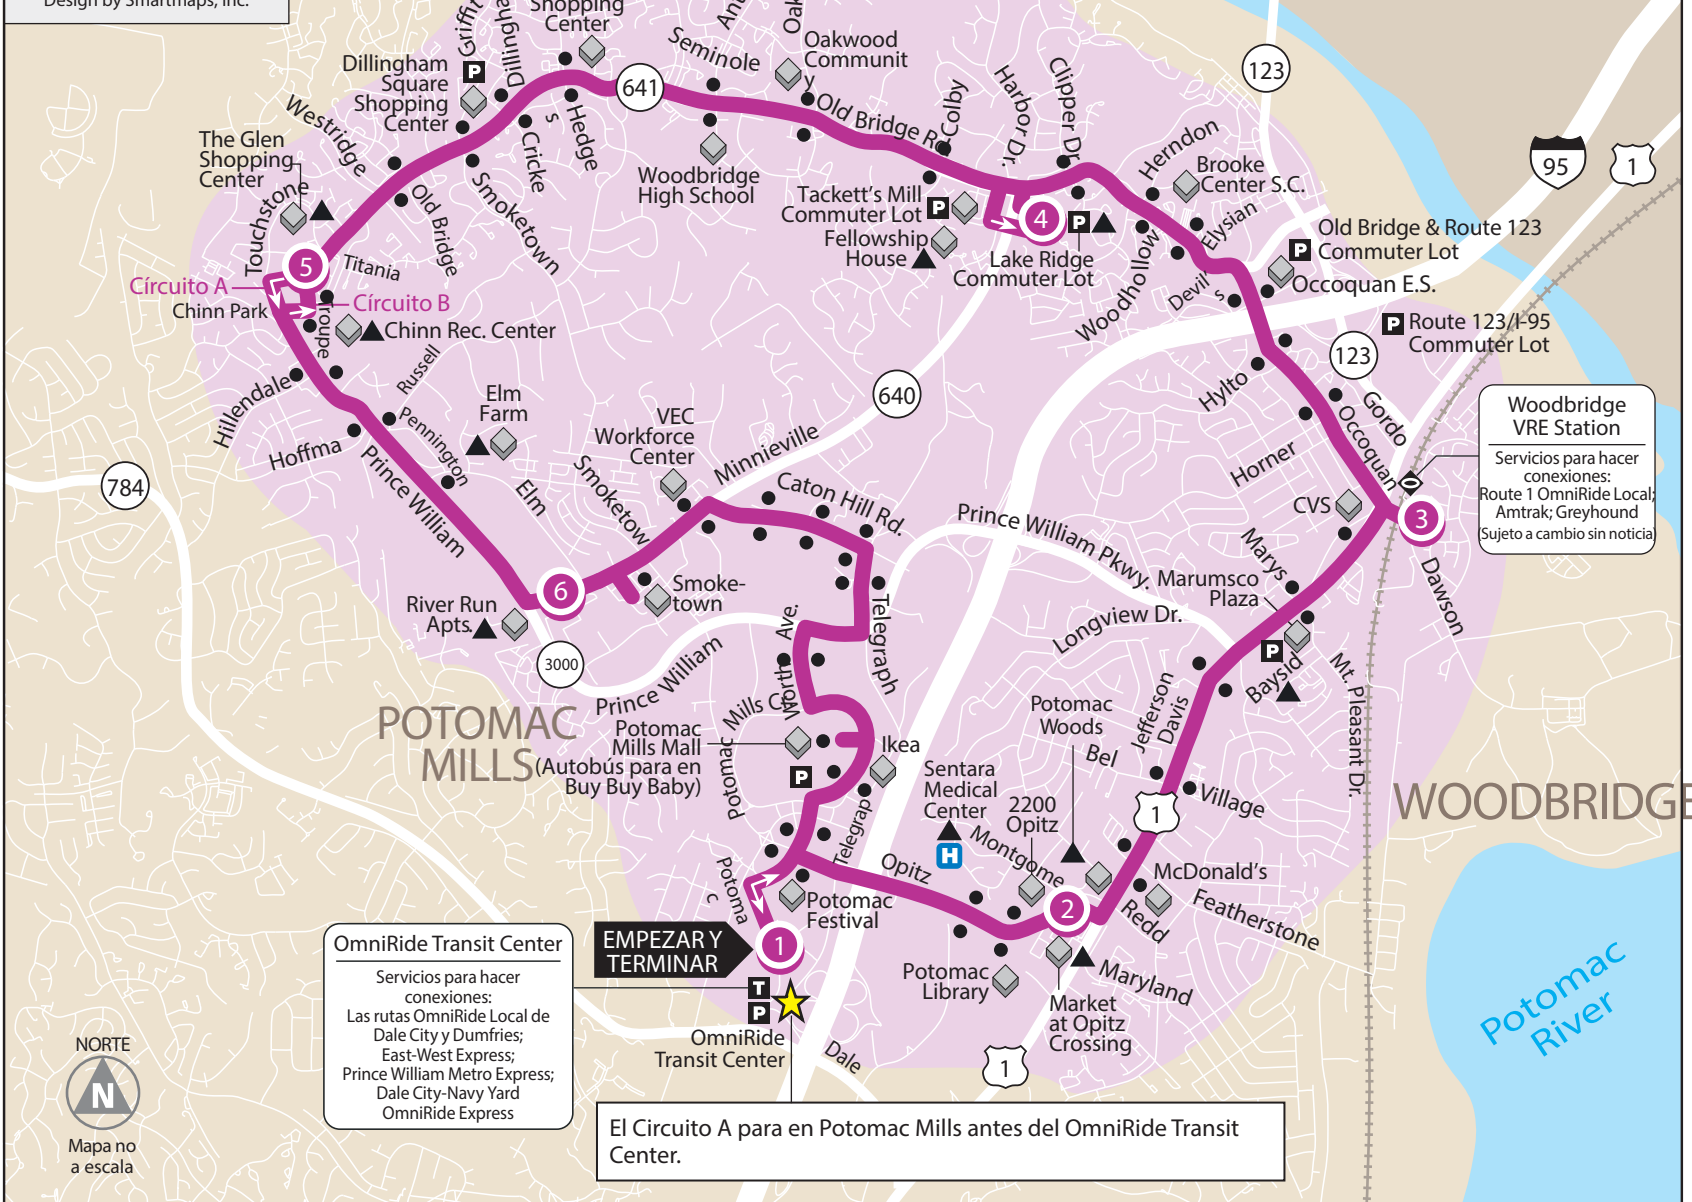 Design by Smartmaps, Inc.
Shopping
Center
Seminole
Oakwood
Communit
y
Dillingham
Square
Shopping
Center
P
641
123
Westridge
The Glen
Shopping
Center
Touchstone
Cricke
s
Hedge
Old Bridge Rd.
Colby
Harbor Dr.
Clipper Dr.
Herndon
Brooke
Center S.C.
95
1
Woodbridge
High School
Tackett's Mill
Commuter Lot
P
Fellowship
House
4
P
Lake Ridge
Commuter Lot
Elysian
Woodhollow
Devil
s
P
Old Bridge & Route 123
Commuter Lot
Occoquan E.S.
P
Route 123/I-95
Commuter Lot
Old Bridge
Smoketown
5
Titania
Círcuito A
Círcuito B
Chinn Park
Troupe
Chinn Rec. Center
Russell
Hillendale
Hoffma
Pennington
Elm
Farm
Elm
Prince William
784
640
123
Hylto
Horner
Gordo
Occoquan
Woodbridge
VRE Station
Servicios para hacer
conexiones:
Route 1 OmniRide Local;
Amtrak; Greyhound
(Sujeto a cambio sin noticia)
VEC
Workforce
Center
Minnieville
Smoketow
Caton Hill Rd.
Prince William Pkwy.
CVS
3
Marys
Dawson
Marumsco
Plaza
Longview Dr.
P
Baysid
Mt. Pleasant Dr.
6
River Run
Apts.
Smoke-
town
3000
Prince William
Worth Ave.
Telegraph
POTOMAC
MILLS
Mills Ci
Potomac
Mills Mall
(Autobús para en
Buy Buy Baby)
P
Potomac
Ikea
Telegrap
Sentara
Medical
Center
H
2200
Opitz
Potomac
Woods
Bel
Jefferson
Davis
Village
1
WOODBRIDGE
Montgome
Opitz
2
McDonald's
Redd
Featherstone
Potoma
c
Potomac
Festival
Potomac
Library
Market
at Opitz
Crossing
Maryland
EMPEZAR Y
TERMINAR
1
T
P
OmniRide
Transit Center
Dale
1
OmniRide Transit Center
Servicios para hacer
conexiones:
Las rutas OmniRide Local de
Dale City y Dumfries;
East-West Express;
Prince William Metro Express;
Dale City-Navy Yard
OmniRide Express
Potomac
River
NORTE
N
Mapa no
a escala
El Circuito A para en Potomac Mills antes del OmniRide Transit
Center.